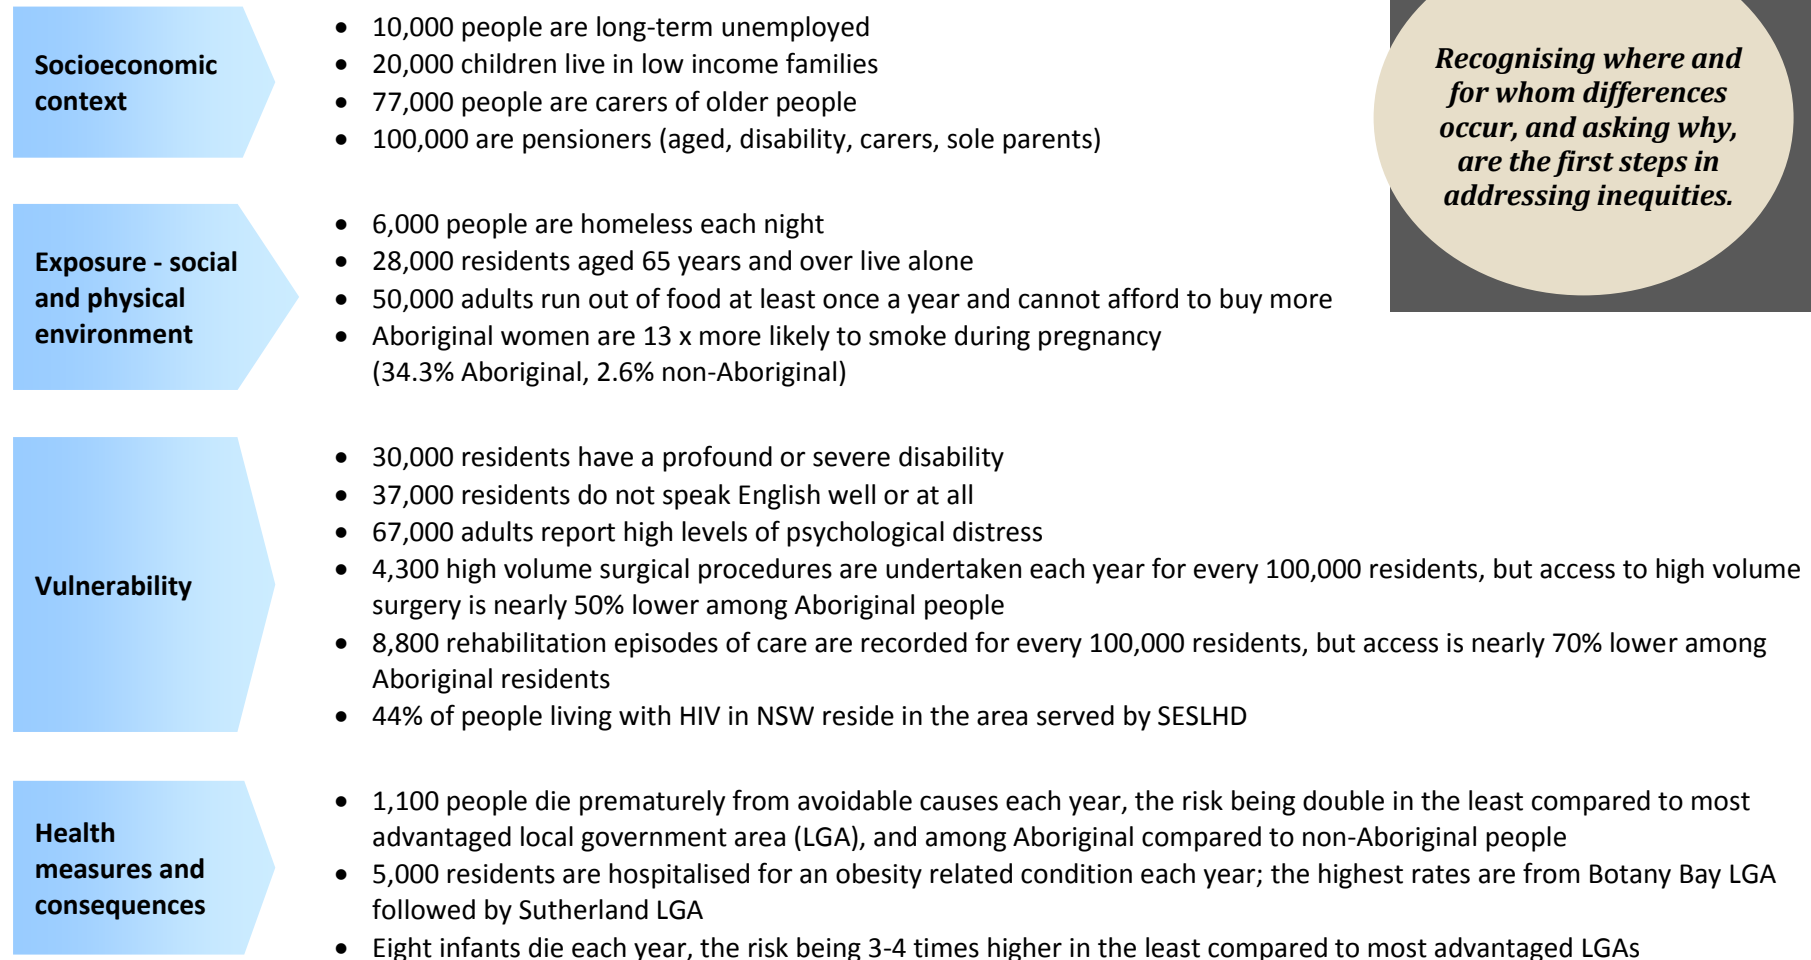 Socioeconomic
context
• 10,000 people are long-term unemployed
• 20,000 children live in low income families
• 77,000 people are carers of older people
• 100,000 are pensioners (aged, disability, carers, sole parents)
Recognising where and
for whom differences
occur, and asking why,
are the first steps in
addressing inequities.
Exposure - social
and physical
environment
• 6,000 people are homeless each night
• 28,000 residents aged 65 years and over live alone
• 50,000 adults run out of food at least once a year and cannot afford to buy more
• Aboriginal women are 13 x more likely to smoke during pregnancy
(34.3% Aboriginal, 2.6% non-Aboriginal)
Vulnerability
• 30,000 residents have a profound or severe disability
• 37,000 residents do not speak English well or at all
• 67,000 adults report high levels of psychological distress
• 4,300 high volume surgical procedures are undertaken each year for every 100,000 residents, but access to high volume
surgery is nearly 50% lower among Aboriginal people
• 8,800 rehabilitation episodes of care are recorded for every 100,000 residents, but access is nearly 70% lower among
Aboriginal residents
• 44% of people living with HIV in NSW reside in the area served by SESLHD
Health
measures and
consequences
• 1,100 people die prematurely from avoidable causes each year, the risk being double in the least compared to most
advantaged local government area (LGA), and among Aboriginal compared to non-Aboriginal people
• 5,000 residents are hospitalised for an obesity related condition each year; the highest rates are from Botany Bay LGA
followed by Sutherland LGA
• Eight infants die each year, the risk being 3-4 times higher in the least compared to most advantaged LGAs